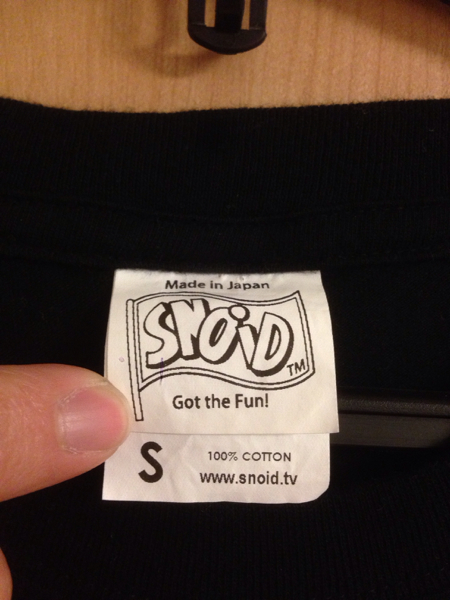 Made in Japan
SNOiD
TM
Got the Fun!
S
100% COTTON
www.snoid.tv